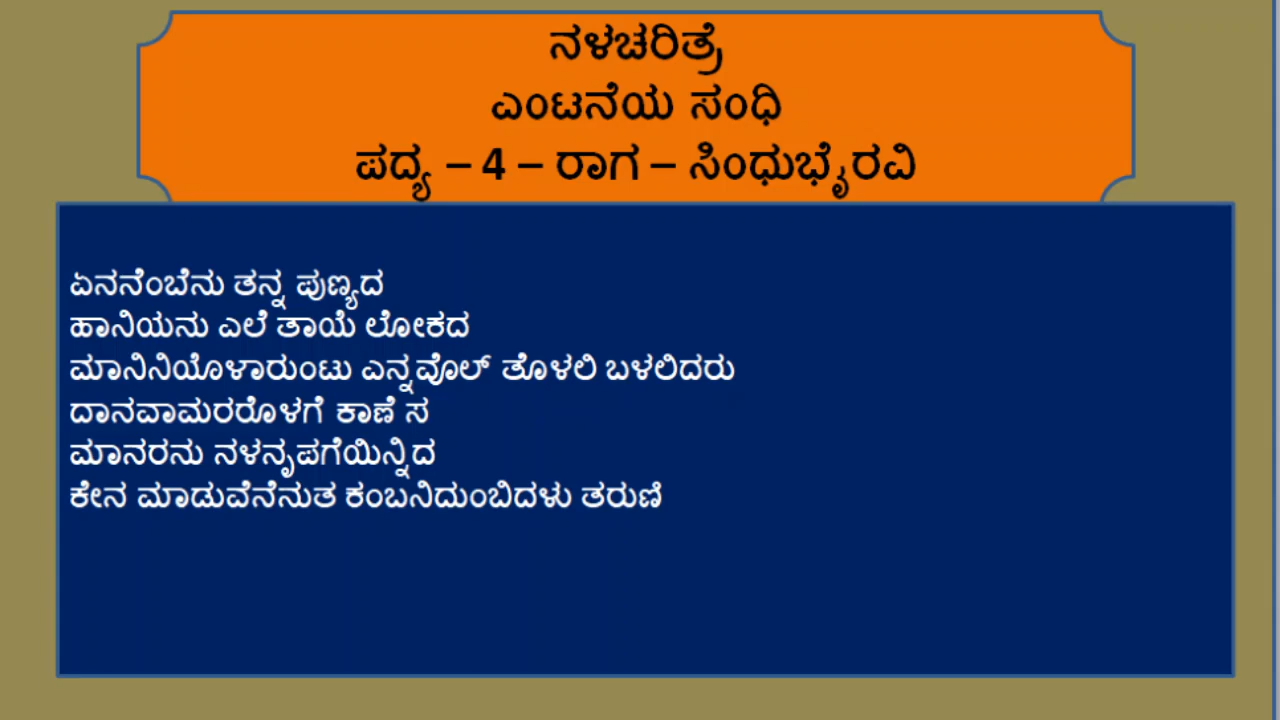 ನಳಚರಿತ್ರೆ
ಎಂಟನೆಯ ಸಂಧಿ
ಪದ್ಯ – 4 – ರಾಗ – ಸಿಂಧುಭೈರವಿ
ಏನನೆಂಬೆನು ತನ್ನ ಪುಣ್ಯದ
ಹಾನಿಯನು ಎಲೆ ತಾಯೆ ಲೋಕದ
ಮಾನಿನಿಯೊಳಾರುಂಟು ಎನ್ನವೊಲ್ ತೊಳಲಿ ಬಳಲಿದರು
ದಾನವಾಮರರೊಳಗೆ ಕಾಣೆ ಸ
ಮಾನರನು ನಳನೃಪಗೆಯಿನ್ನಿದ
ಕೇನ ಮಾಡುವೆನೆನುತ ಕಂಬನಿದುಂಬಿದಳು ತರುಣಿ